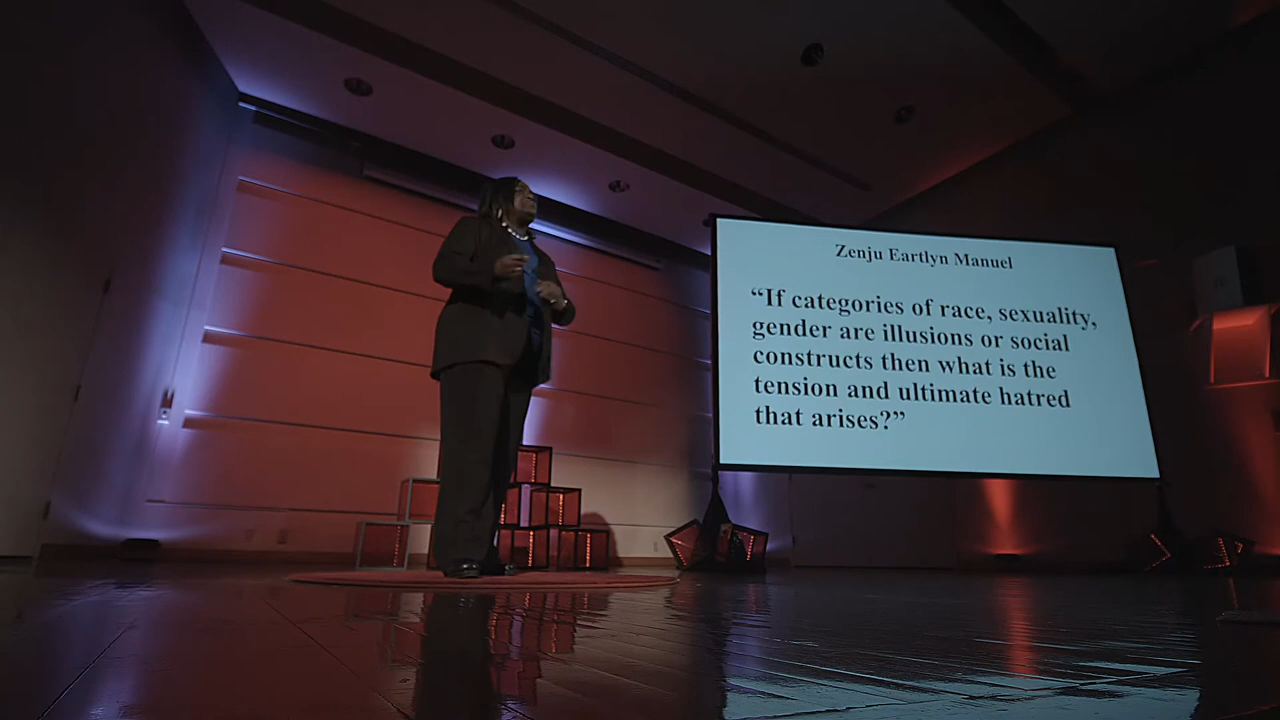 Zenju Eartlyn Manuel
“If categories of race, sexuality,
gender are illusions or social
constructs then what is the
tension and ultimate hatred
that arises?”